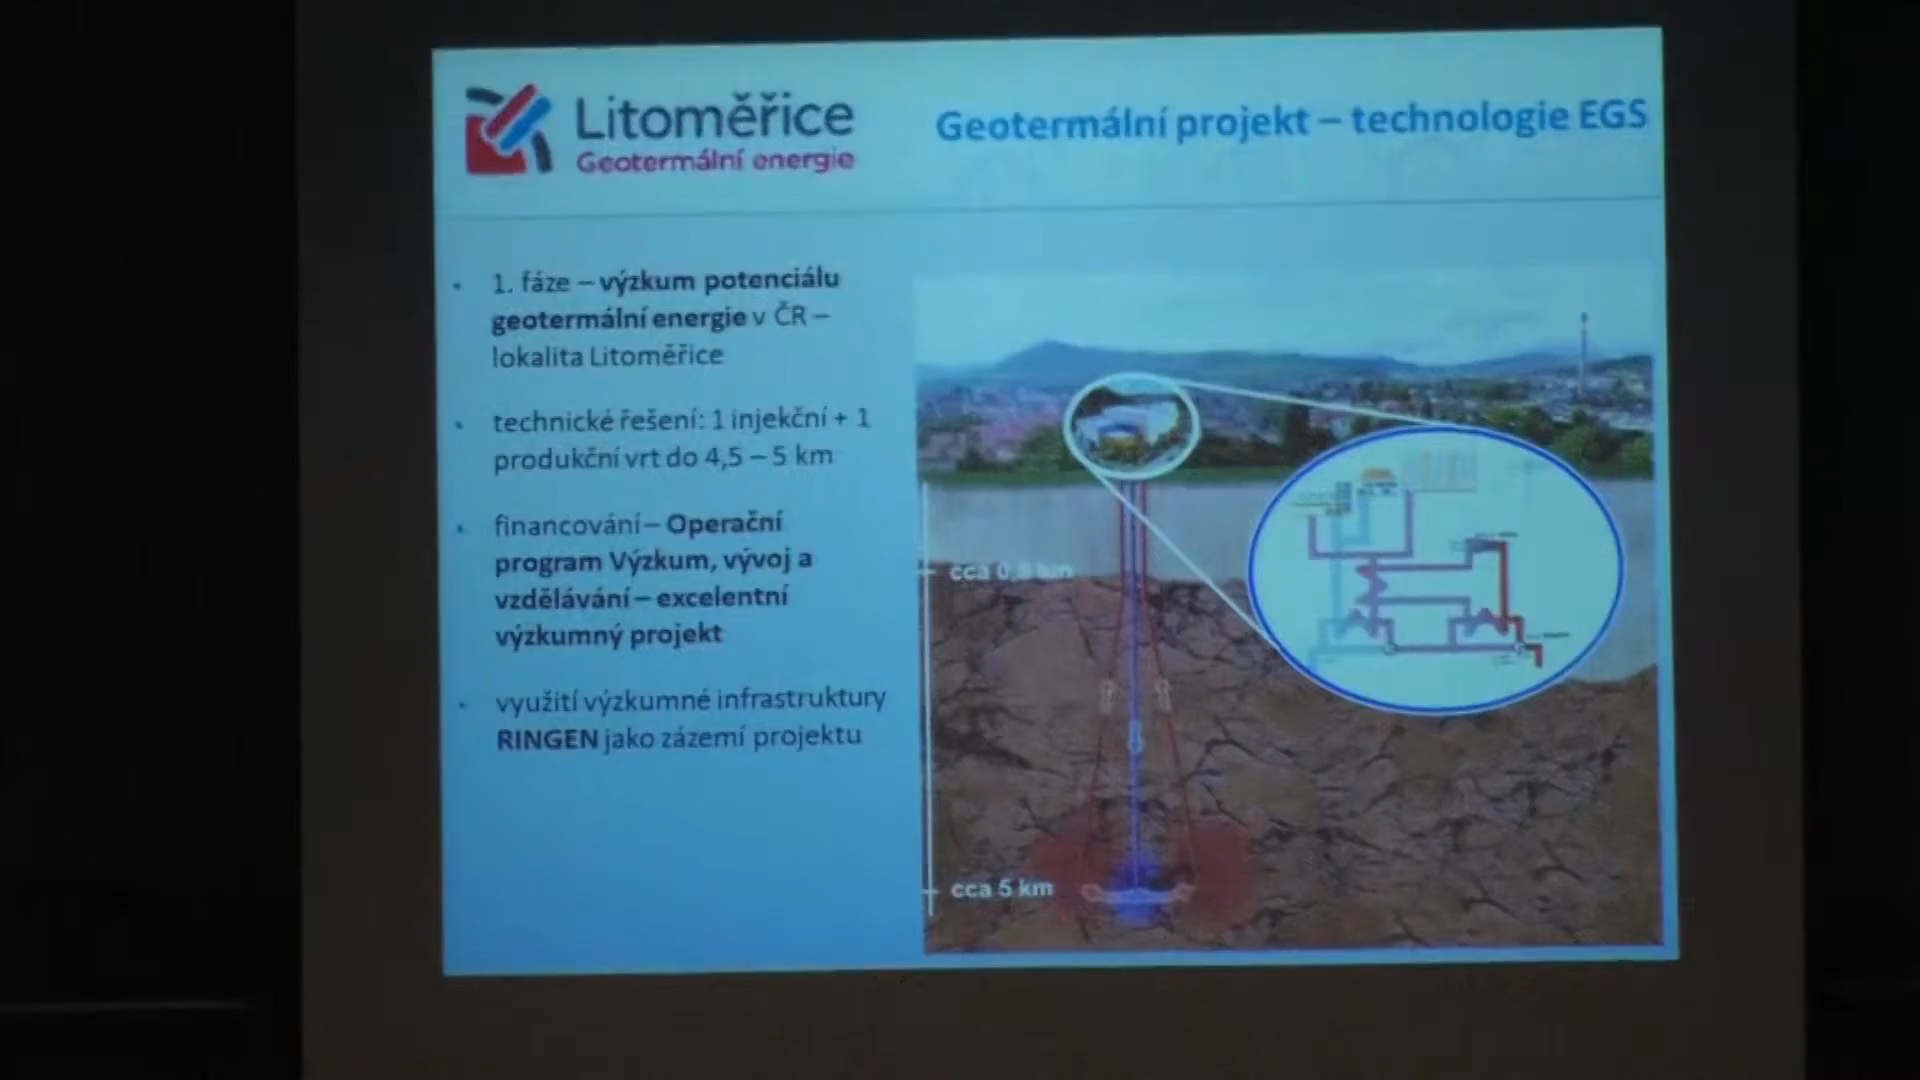 Litoměřice
Geotermální energie
Geotermální projekt – technologie EGS
• 1. fáze – výzkum potenciálu
geotermální energie v ČR –
lokalita Litoměřice
• technické řešení: 1 injekční + 1
produkční vrt do 4,5 – 5 km
• financování – Operační
program Výzkum, vývoj a
vzdělávání – excelentní
výzkumný projekt
• využití výzkumné infrastruktury
RINGEN jako zázemí projektu
cca
cca 5 km